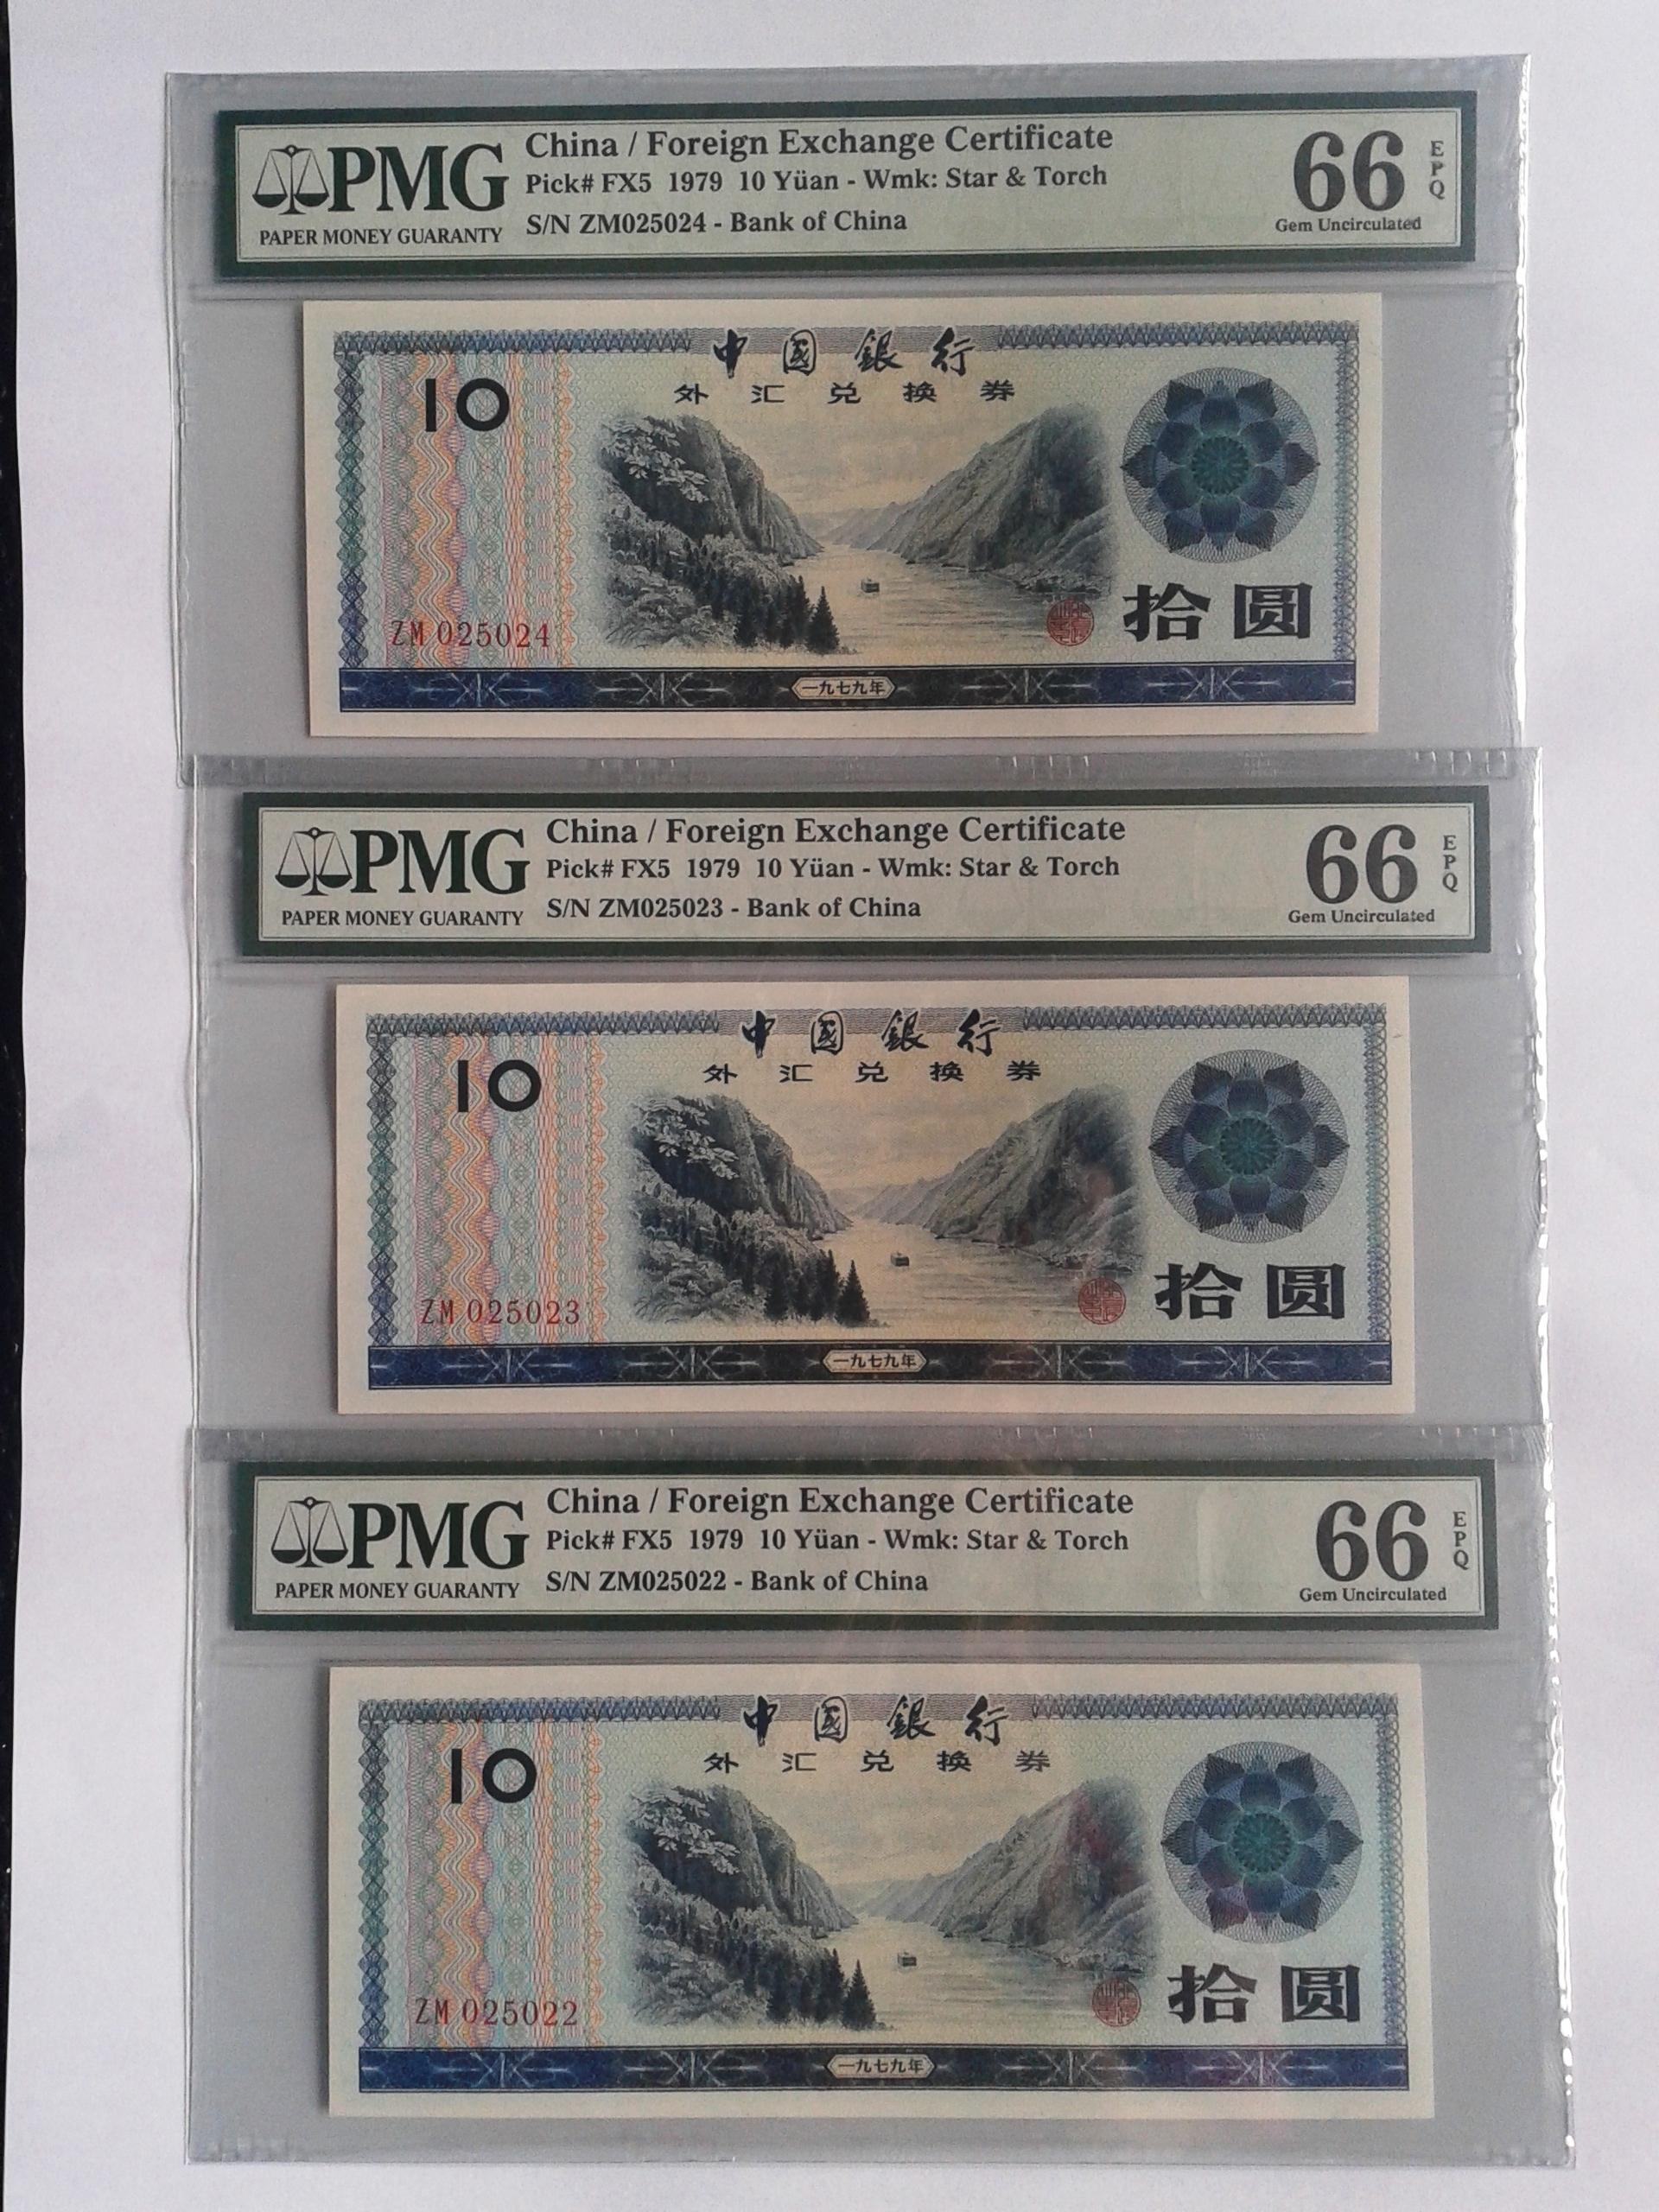 PMG
PAPER MONEY GUARANTY
China / Foreign Exchange Certificate
Pick# FX5 1979 10 Yüan - Wmk: Star & Torch
S/N ZM025024 - Bank of China
66
EPQ
Gem Uncirculated
中國銀行
外汇兑换券
10
ZM 025024
拾圆
一九七九年
PMG
PAPER MONEY GUARANTY
China / Foreign Exchange Certificate
Pick# FX5 1979 10 Yüan - Wmk: Star & Torch
S/N ZM025023 - Bank of China
66
EPQ
Gem Uncirculated
中國銀行
外汇兑换券
10
ZM 025023
拾圆
一九七九年
PMG
PAPER MONEY GUARANTY
China / Foreign Exchange Certificate
Pick# FX5 1979 10 Yüan - Wmk: Star & Torch
S/N ZM025022 - Bank of China
66
EPQ
Gem Uncirculated
中國銀行
外汇兑换券
10
ZM 025022
拾圆
一九七九年